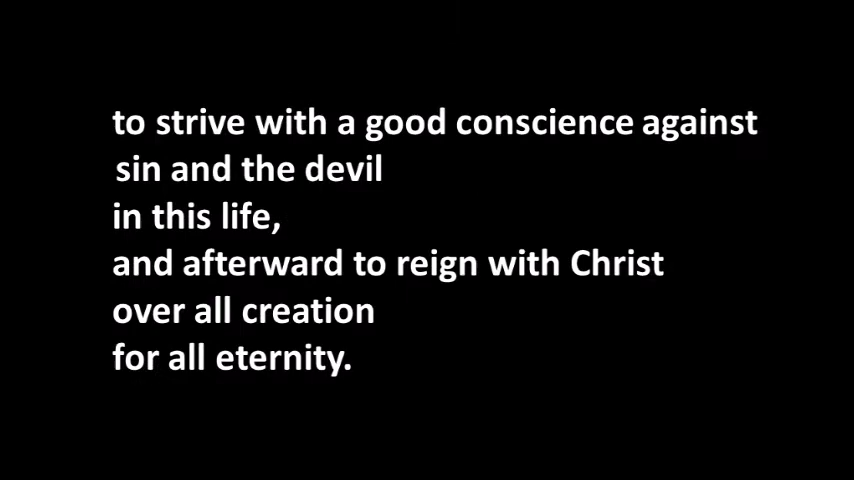 to strive with a good conscience against
sin and the devil
in this life,
and afterward to reign with Christ
over all creation
for all eternity.